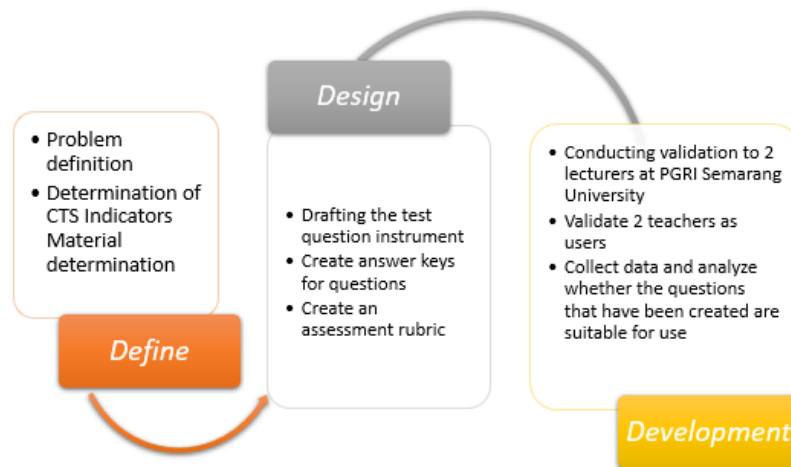 • Problem
definition
• Determination of
CTS Indicators
Material
determination
Define
Design
• Drafting the test
question instrument
• Create answer keys
for questions
• Create an
assessment rubric
• Conducting validation to 2
lecturers at PGRI Semarang
University
• Validate 2 teachers as
users
• Collect data and analyze
whether the questions
that have been created are
suitable for use
Development